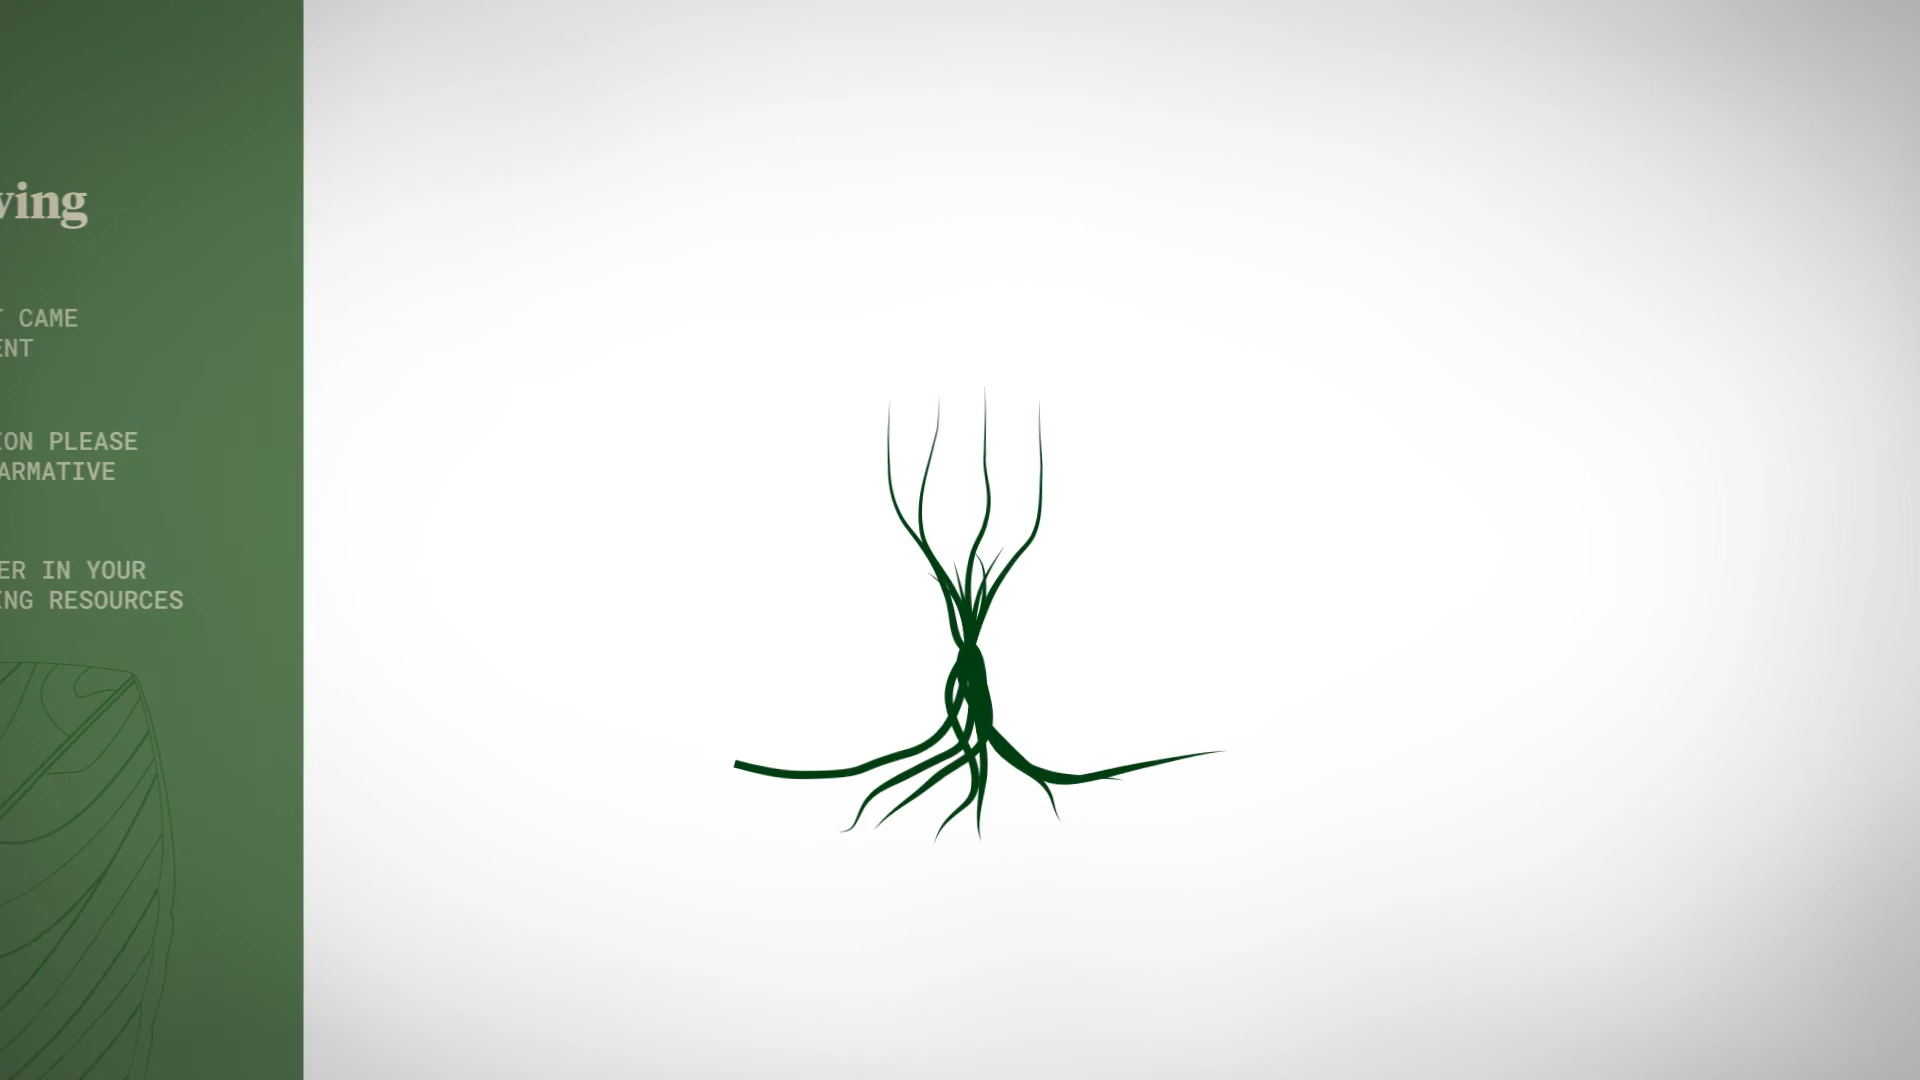 ving
CAME
ENT
ION PLEASE
ARMATIVE
ER IN YOUR
ING RESOURCES